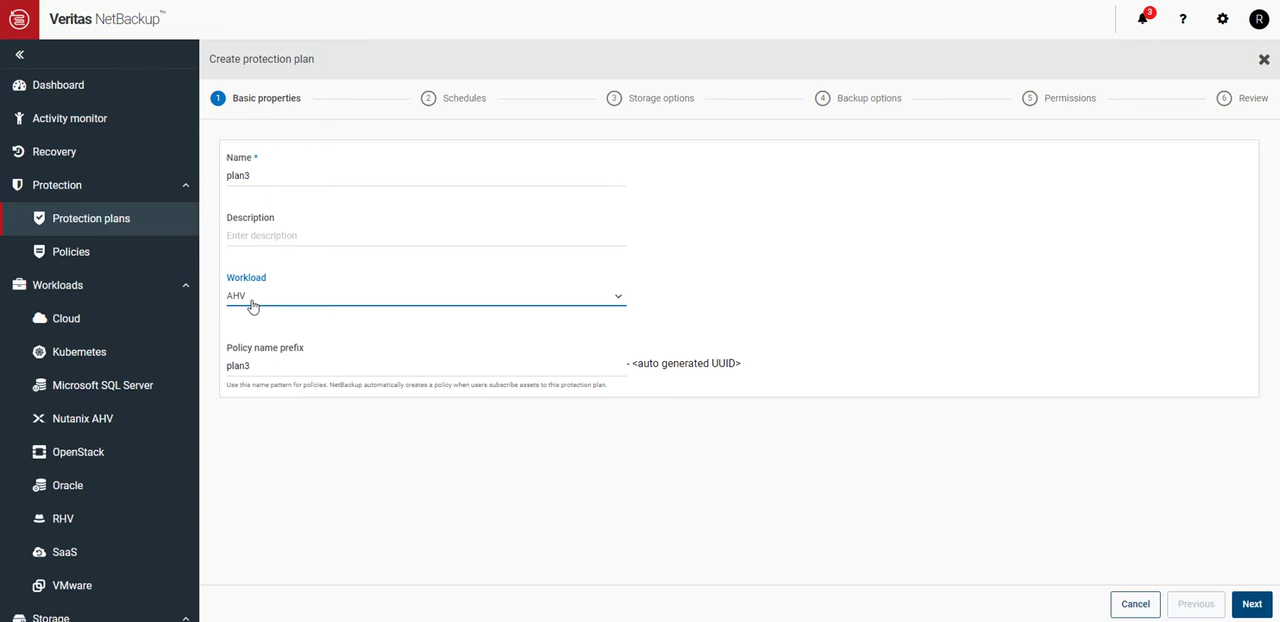 Veritas NetBackup™
3
?
R
Create protection plan
1 Basic properties
2 Schedules
3 Storage options
4 Backup options
5 Permissions
6 Review
Dashboard
Activity monitor
Recovery
Protection
Protection plans
Policies
Workloads
Cloud
Kubernetes
Microsoft SQL Server
Nutanix AHV
OpenStack
Oracle
RHV
SaaS
VMware
Storage
Name *
plan3
Description
Enter description
Workload
AHV
Policy name prefix
plan3
- <auto generated UUID>
Use this name pattern for policies. NetBackup automatically creates a policy when users subscribe assets to this protection plan.
Cancel
Previous
Next